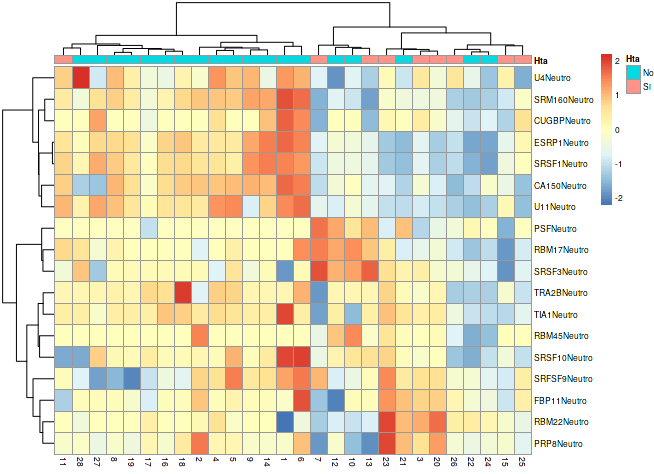 Hta
U4Neutro
SRM160Neutro
CUGBPNeutro
ESRP1Neutro
SRSF1Neutro
CA150Neutro
U11Neutro
PSFNeutro
RBM17Neutro
SRSF3Neutro
TRA2BNeutro
TIA1Neutro
RBM45Neutro
SRSF10Neutro
SRFSF9Neutro
FBP11Neutro
RBM22Neutro
PRP8Neutro
11 28 27 8 19 17 16 18 2 4 5 9 14 1 6 7 12 10 13 23 21 3 20 26 22 24 15 25
2
1
0
-1
-2
Hta
No
Si